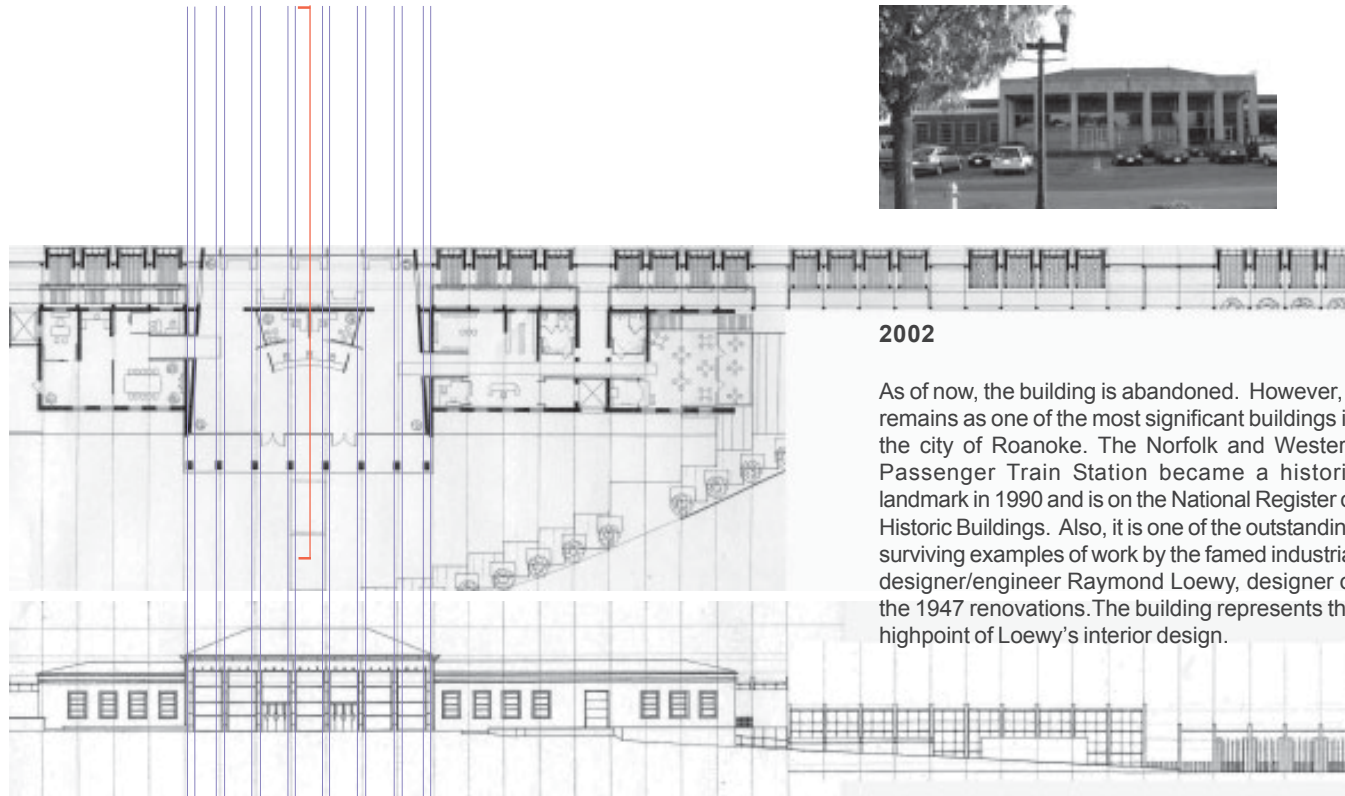 2002
As of now, the building is abandoned. However,
remains as one of the most significant buildings i
the city of Roanoke. The Norfolk and Wester
Passenger Train Station became a histori
landmark in 1990 and is on the National Register o
Historic Buildings. Also, it is one of the outstandin
surviving examples of work by the famed industria
designer/engineer Raymond Loewy, designer o
the 1947 renovations.The building represents th
highpoint of Loewy's interior design.